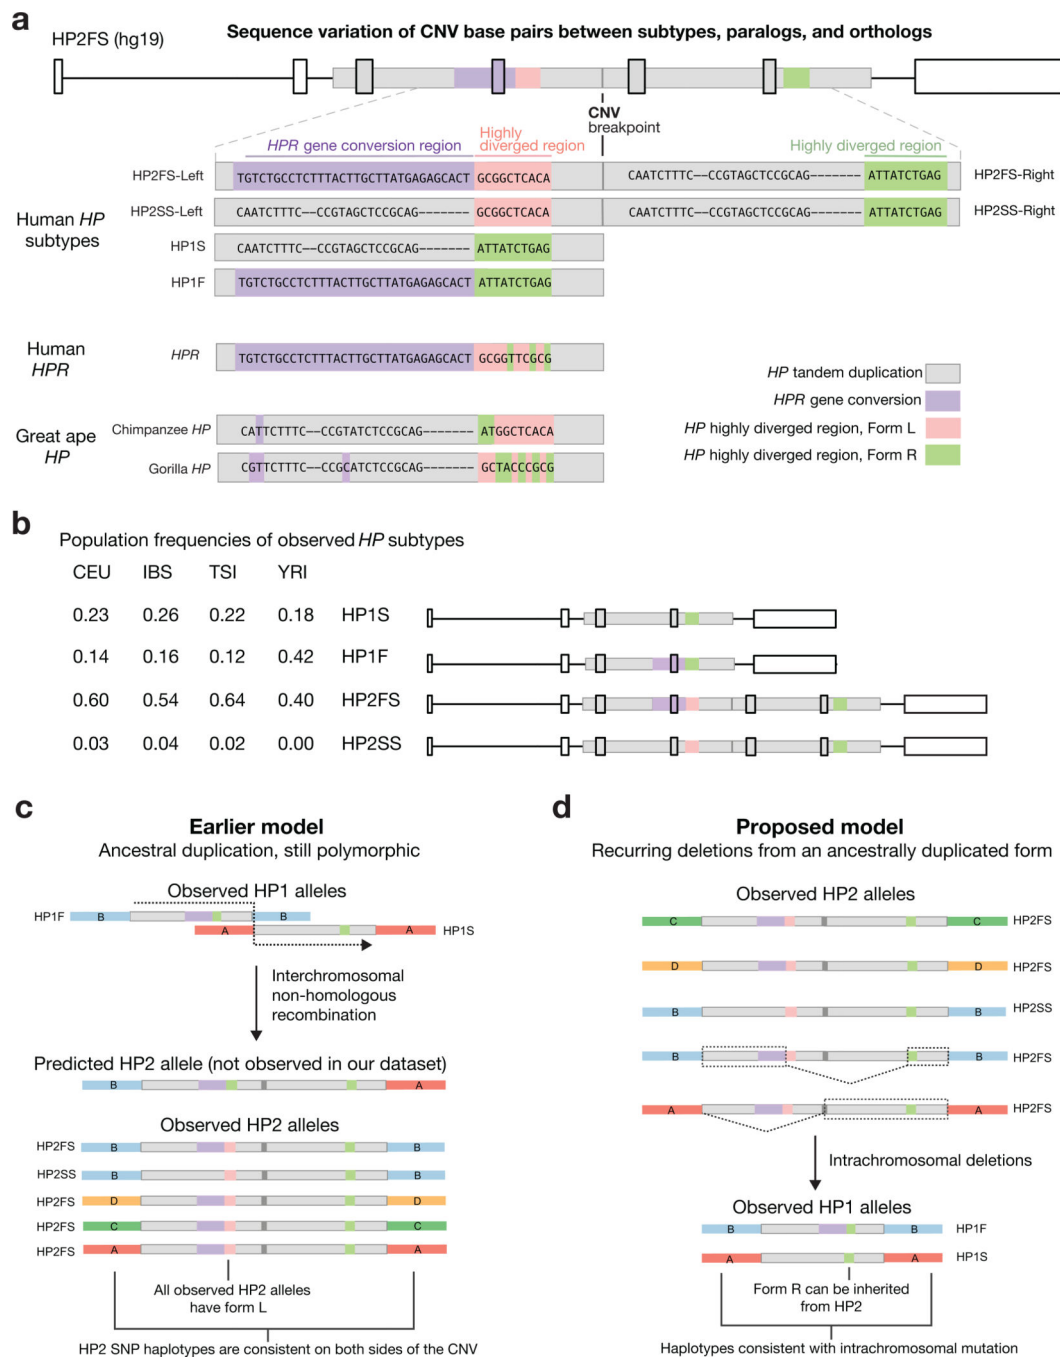 a
HP2FS (hg19)
Sequence variation of CNV base pairs between subtypes, paralogs, and orthologs
CNV
breakpoint
HPR gene conversion region
Highly
diverged region
Highly diverged region
HP2FS-Left
TGTCTGCCTCTTTACTTGCTTATGAGAGCACT GCGGCTCACA
CAATCTTTC––CCGTAGCTCCGCAG––––––– ATTATCTGAG
HP2FS-Right
Human HP
subtypes
HP2SS-Left
CAATCTTTC––CCGTAGCTCCGCAG––––––– GCGGCTCACA
CAATCTTTC––CCGTAGCTCCGCAG––––––– ATTATCTGAG
HP2SS-Right
HP1S
CAATCTTTC––CCGTAGCTCCGCAG––––––– ATTATCTGAG
HP1F
TGTCTGCCTCTTTACTTGCTTATGAGAGCACT ATTATCTGAG
Human
HPR
HPR
TGTCTGCCTCTTTACTTGCTTATGAGAGCACT GCGGTTCGCG
Great ape
HP
Chimpanzee HP
CATTCTTTC––CCGTATCTCCGCAG––––––– ATGGCTCACA
Gorilla HP
CGTTCTTTC––CCGCATCTCCGCAG––––––– GCTACCCGCG
HP tandem duplication
HPR gene conversion
HP highly diverged region, Form L
HP highly diverged region, Form R
b
Population frequencies of observed HP subtypes
CEU IBS TSI YRI
0.23 0.26 0.22 0.18 HP1S
0.14 0.16 0.12 0.42 HP1F
0.60 0.54 0.64 0.40 HP2FS
0.03 0.04 0.02 0.00 HP2SS
c
Earlier model
Ancestral duplication, still polymorphic
Observed HP1 alleles
HP1F B B
A A HP1S
Interchromosomal
non-homologous
recombination
Predicted HP2 allele (not observed in our dataset)
B A
Observed HP2 alleles
HP2FS B B
HP2SS B B
HP2FS D D
HP2FS C C
HP2FS A A
All observed HP2 alleles
have form L
HP2 SNP haplotypes are consistent on both sides of the CNV
d
Proposed model
Recurring deletions from an ancestrally duplicated form
Observed HP2 alleles
C C HP2FS
D D HP2FS
B B HP2SS
B B HP2FS
A A HP2FS
Intrachromosomal deletions
Observed HP1 alleles
B B HP1F
A A HP1S
Form R can be inherited
from HP2
Haplotypes consistent with intrachromosomal mutation